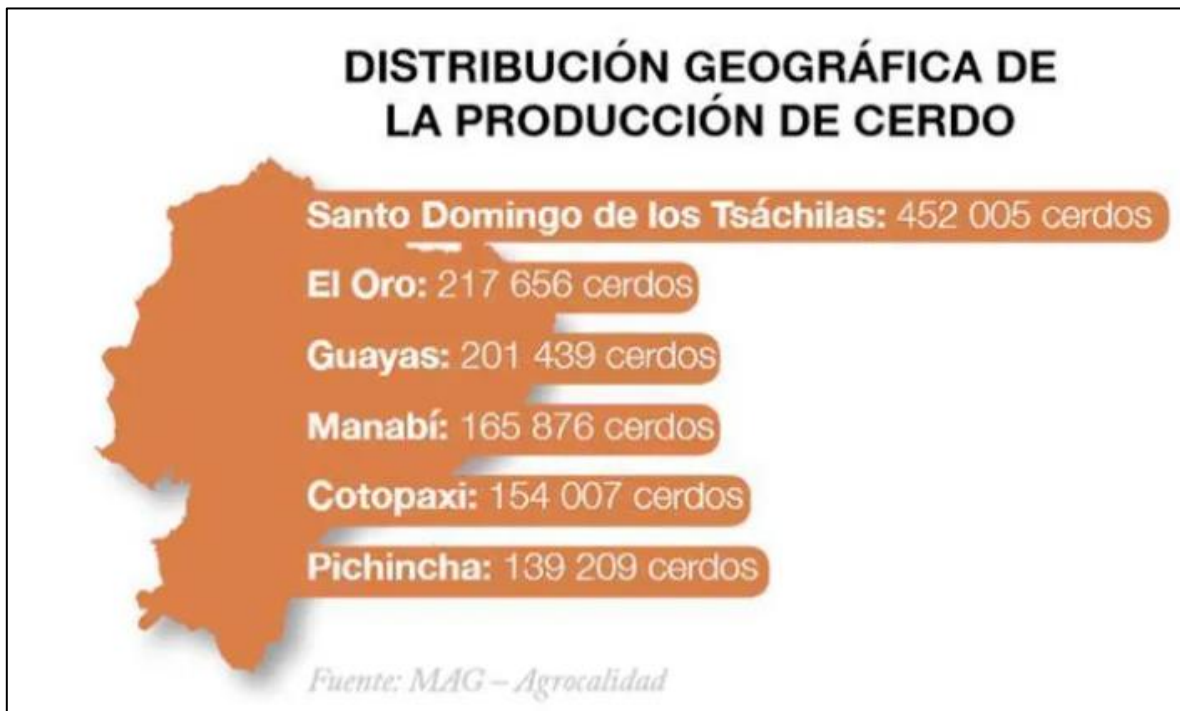 DISTRIBUCIÓN GEOGRÁFICA DE
LA PRODUCCIÓN DE CERDO
Santo Domingo de los Tsáchilas: 452 005 cerdos
El Oro: 217 656 cerdos
Guayas: 201 439 cerdos
Manabí: 165 876 cerdos
Cotopaxi: 154 007 cerdos
Pichincha: 139 209 cerdos
Fuente: MAG – Agrocalidad